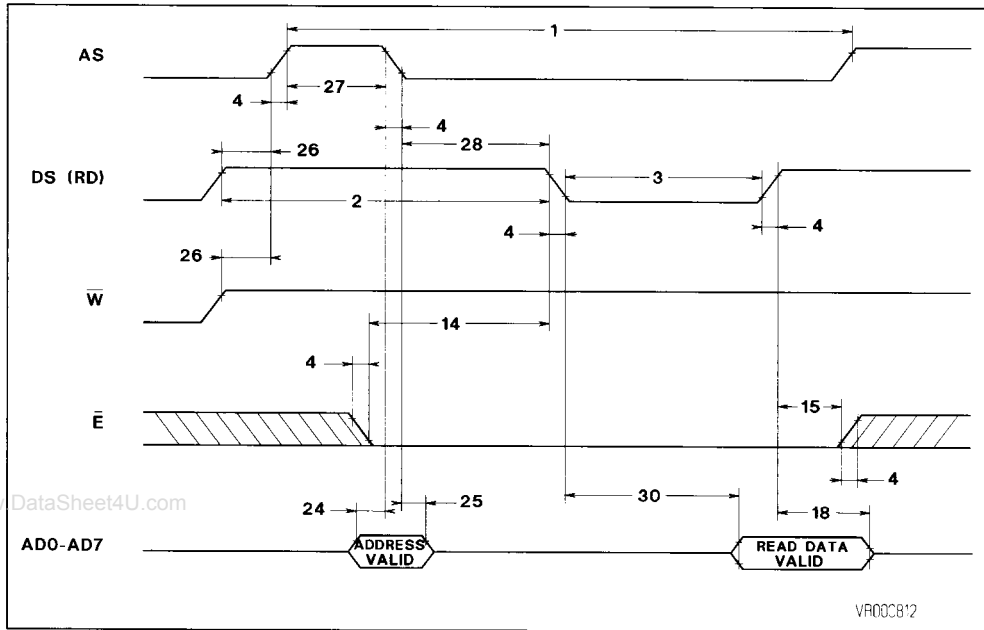 1
AS
27
4
4
28
26
DS (RD)
3
2
4
4
26
W̅
14
4
E̅
15
4
30
25
24
18
w.DataSheet4U.com
AD0-AD7
ADDRESS
VALID
READ DATA
VALID
VR000812